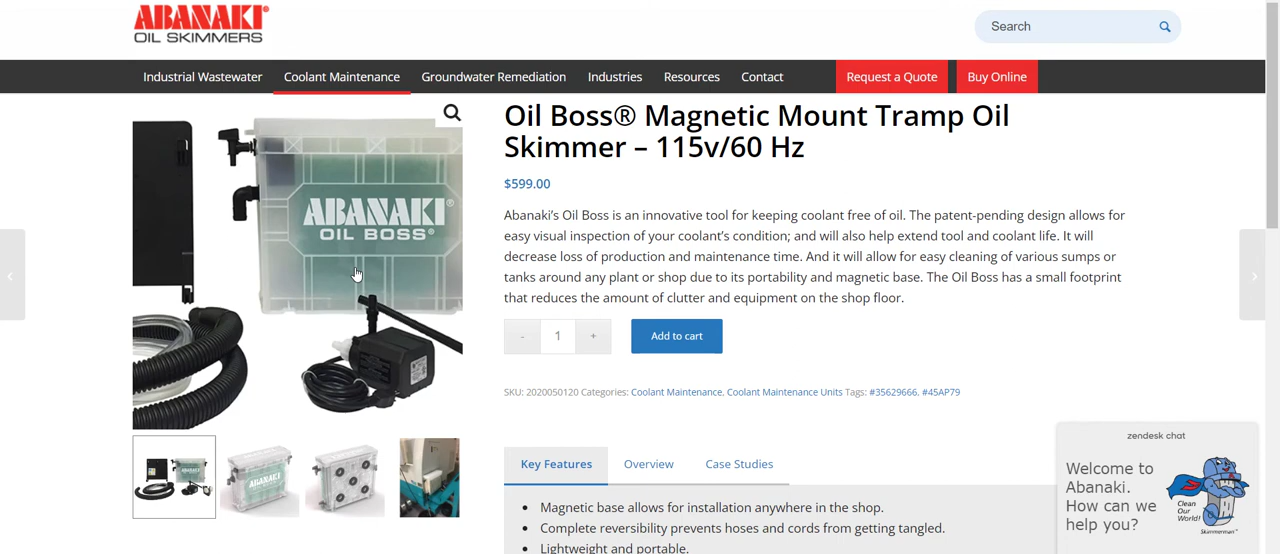 ABANAKI®
OIL SKIMMERS
Search
Industrial Wastewater Coolant Maintenance Groundwater Remediation Industries Resources Contact Request a Quote Buy Online
ABANAKI®
OIL BOSS®
Oil Boss® Magnetic Mount Tramp Oil
Skimmer – 115v/60 Hz
$599.00
Abanaki’s Oil Boss is an innovative tool for keeping coolant free of oil. The patent-pending design allows for
easy visual inspection of your coolant’s condition; and will also help extend tool and coolant life. It will
decrease loss of production and maintenance time. And it will allow for easy cleaning of various sumps or
tanks around any plant or shop due to its portability and magnetic base. The Oil Boss has a small footprint
that reduces the amount of clutter and equipment on the shop floor.
- 1 + Add to cart
SKU: 2020050120 Categories: Coolant Maintenance, Coolant Maintenance Units Tags: #35629666, #45AP79
Key Features Overview Case Studies
Magnetic base allows for installation anywhere in the shop.
Complete reversibility prevents hoses and cords from getting tangled.
Lightweight and portable.
zendesk chat
Welcome to
Abanaki.
How can we
help you?
Clean
Our
World!
Skimmerman™